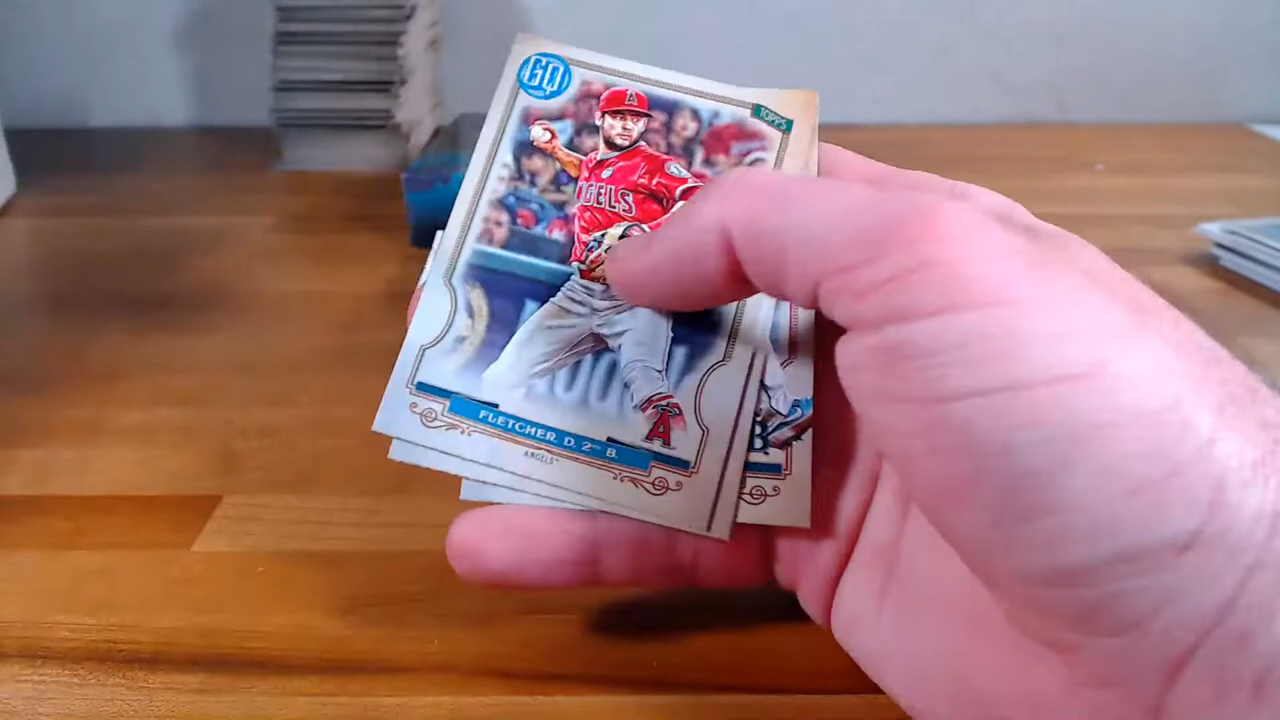 GQ
TOPPS
A
ANGELS
FLETCHER, D. 2ND B.
ANGELS
A
B